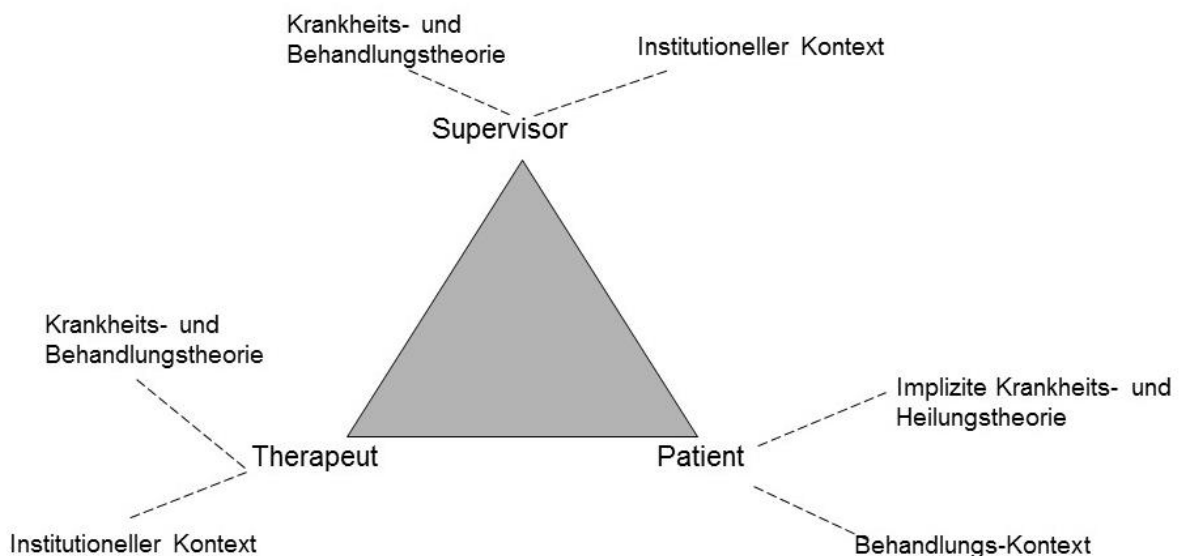 Krankheits- und
Behandlungstheorie
Institutioneller Kontext
Supervisor
Krankheits- und
Behandlungstheorie
Implizite Krankheits- und
Heilungstheorie
Therapeut
Patient
Institutioneller Kontext
Behandlungs-Kontext